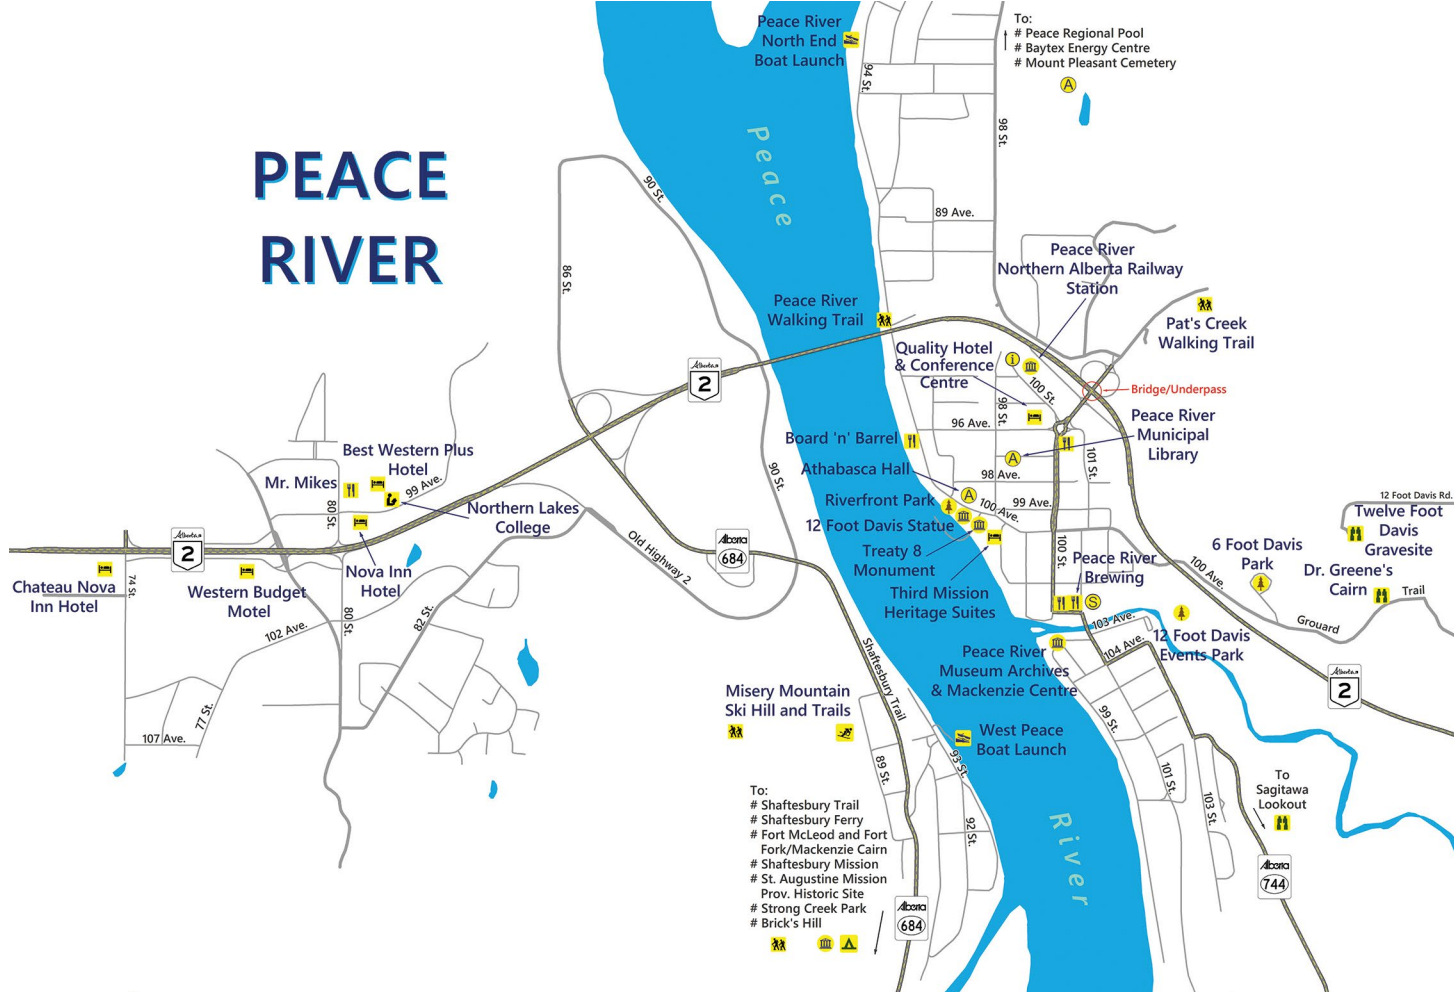 PEACE
RIVER
Peace River
North End
Boat Launch
To:
# Peace Regional Pool
# Baytex Energy Centre
# Mount Pleasant Cemetery
A
94 St.
98 St.
Peace
90 St.
89 Ave.
86 St.
Peace River
Northern Alberta Railway
Station
Peace River
Walking Trail
Pat's Creek
Walking Trail
Quality Hotel
& Conference
Centre
i
100 St.
Bridge/Underpass
Alberta
2
98 St.
96 Ave.
Peace River
Municipal
Library
Board 'n' Barrel
A
101 St.
Athabasca Hall
98 Ave.
A
Best Western Plus
Hotel
Mr. Mikes
99 Ave.
80 St.
Northern Lakes
College
90 St.
Riverfront Park
99 Ave.
100 Ave.
12 Foot Davis Statue
12 Foot Davis Rd.
Twelve Foot
Davis
Gravesite
Alberta
2
Old Highway 2
Alberta
684
Treaty 8
Monument
100 St.
Peace River
Brewing
100 Ave.
6 Foot Davis
Park
Dr. Greene's
Cairn
Trail
Grouard
Chateau Nova
Inn Hotel
74 St.
Western Budget
Motel
Nova Inn
Hotel
Third Mission
Heritage Suites
S
80 St.
82 St.
102 Ave.
103 Ave.
104 Ave.
12 Foot Davis
Events Park
Shaftesbury Trail
Peace River
Museum Archives
& Mackenzie Centre
Alberta
2
Misery Mountain
Ski Hill and Trails
77 St.
107 Ave.
99 St.
West Peace
Boat Launch
89 St.
93 St.
101 St.
103 St.
92 St.
To
Sagitawa
Lookout
To:
# Shaftesbury Trail
# Shaftesbury Ferry
# Fort McLeod and Fort
Fork/Mackenzie Cairn
# Shaftesbury Mission
# St. Augustine Mission
Prov. Historic Site
# Strong Creek Park
# Brick's Hill
River
Alberta
744
Alberta
684